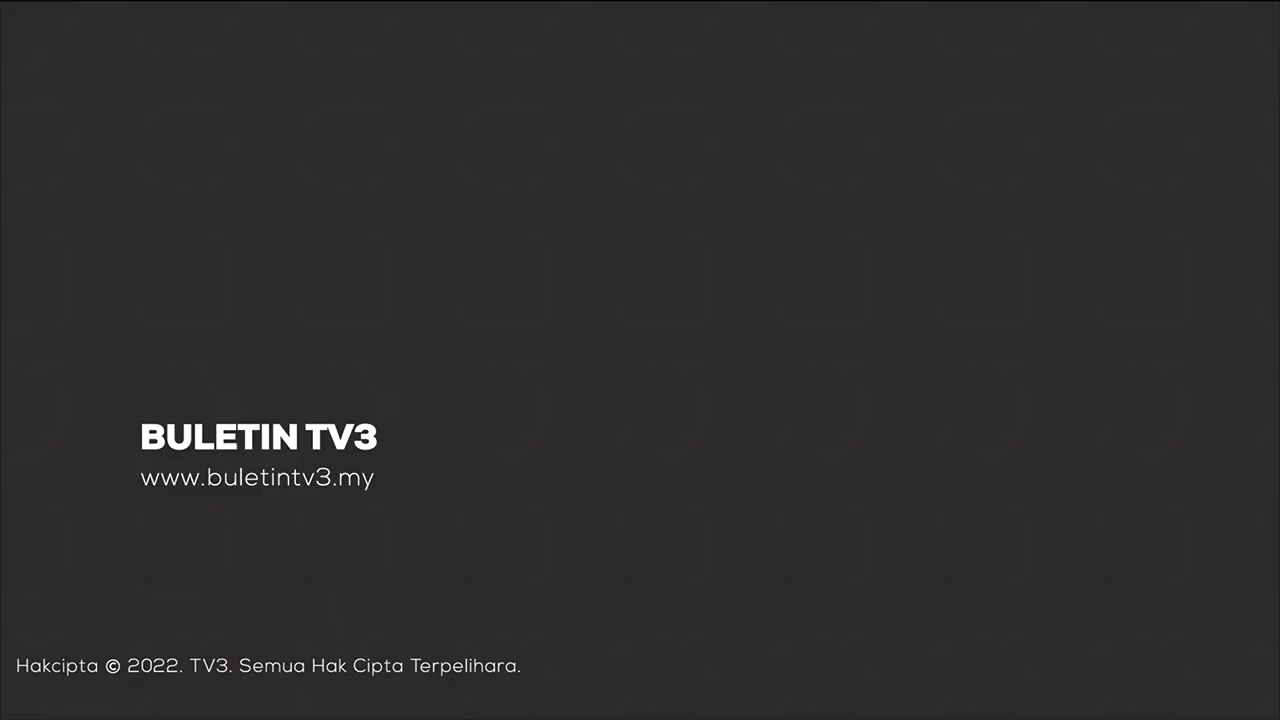 BULETIN TV3
www.buletintv3.my
Hakcipta © 2022. TV3. Semua Hak Cipta Terpelihara.